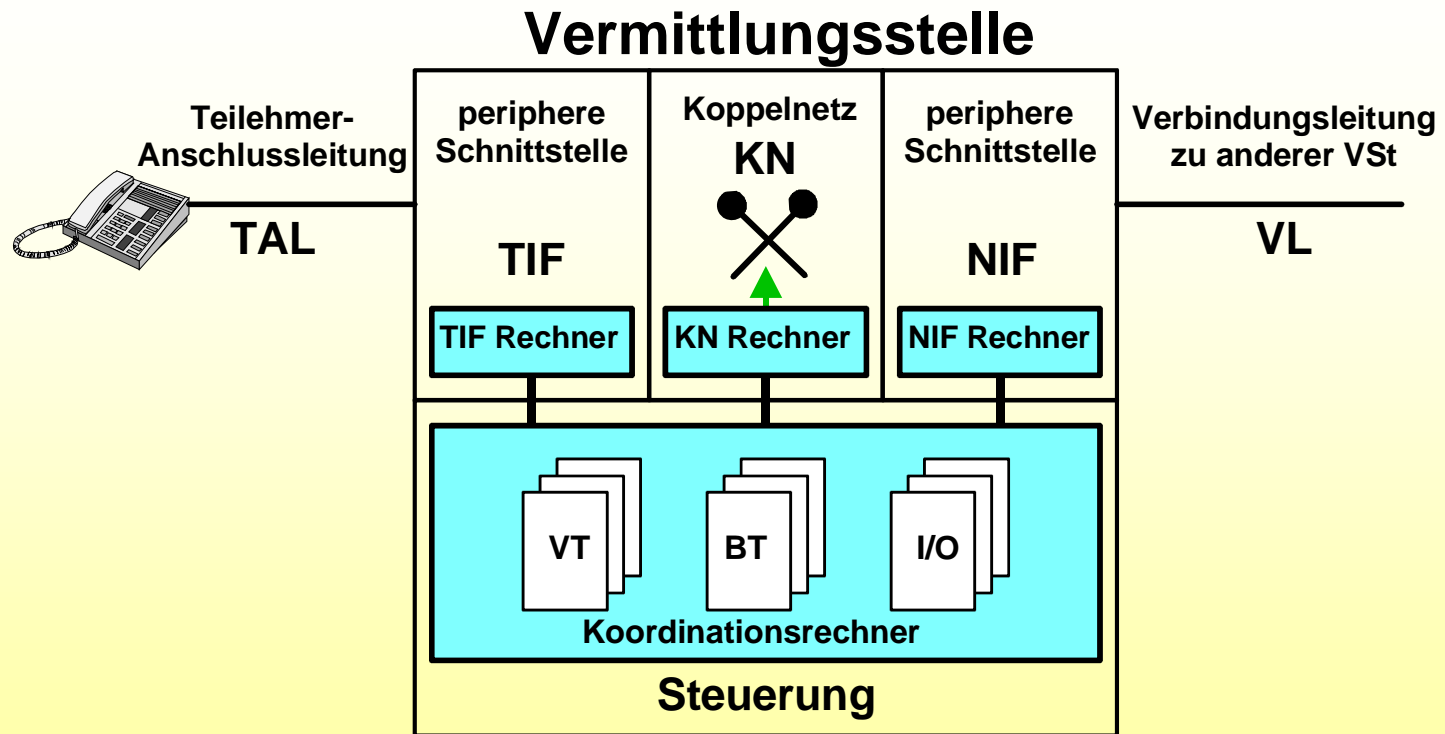 Vermittlungsstelle
Teilehmer-
Anschlussleitung
TAL
periphere
Schnittstelle
TIF
TIF Rechner
Koppelnetz
KN
KN Rechner
periphere
Schnittstelle
NIF
NIF Rechner
Verbindungsleitung
zu anderer VSt
VL
VT
BT
I/O
Koordinationsrechner
Steuerung